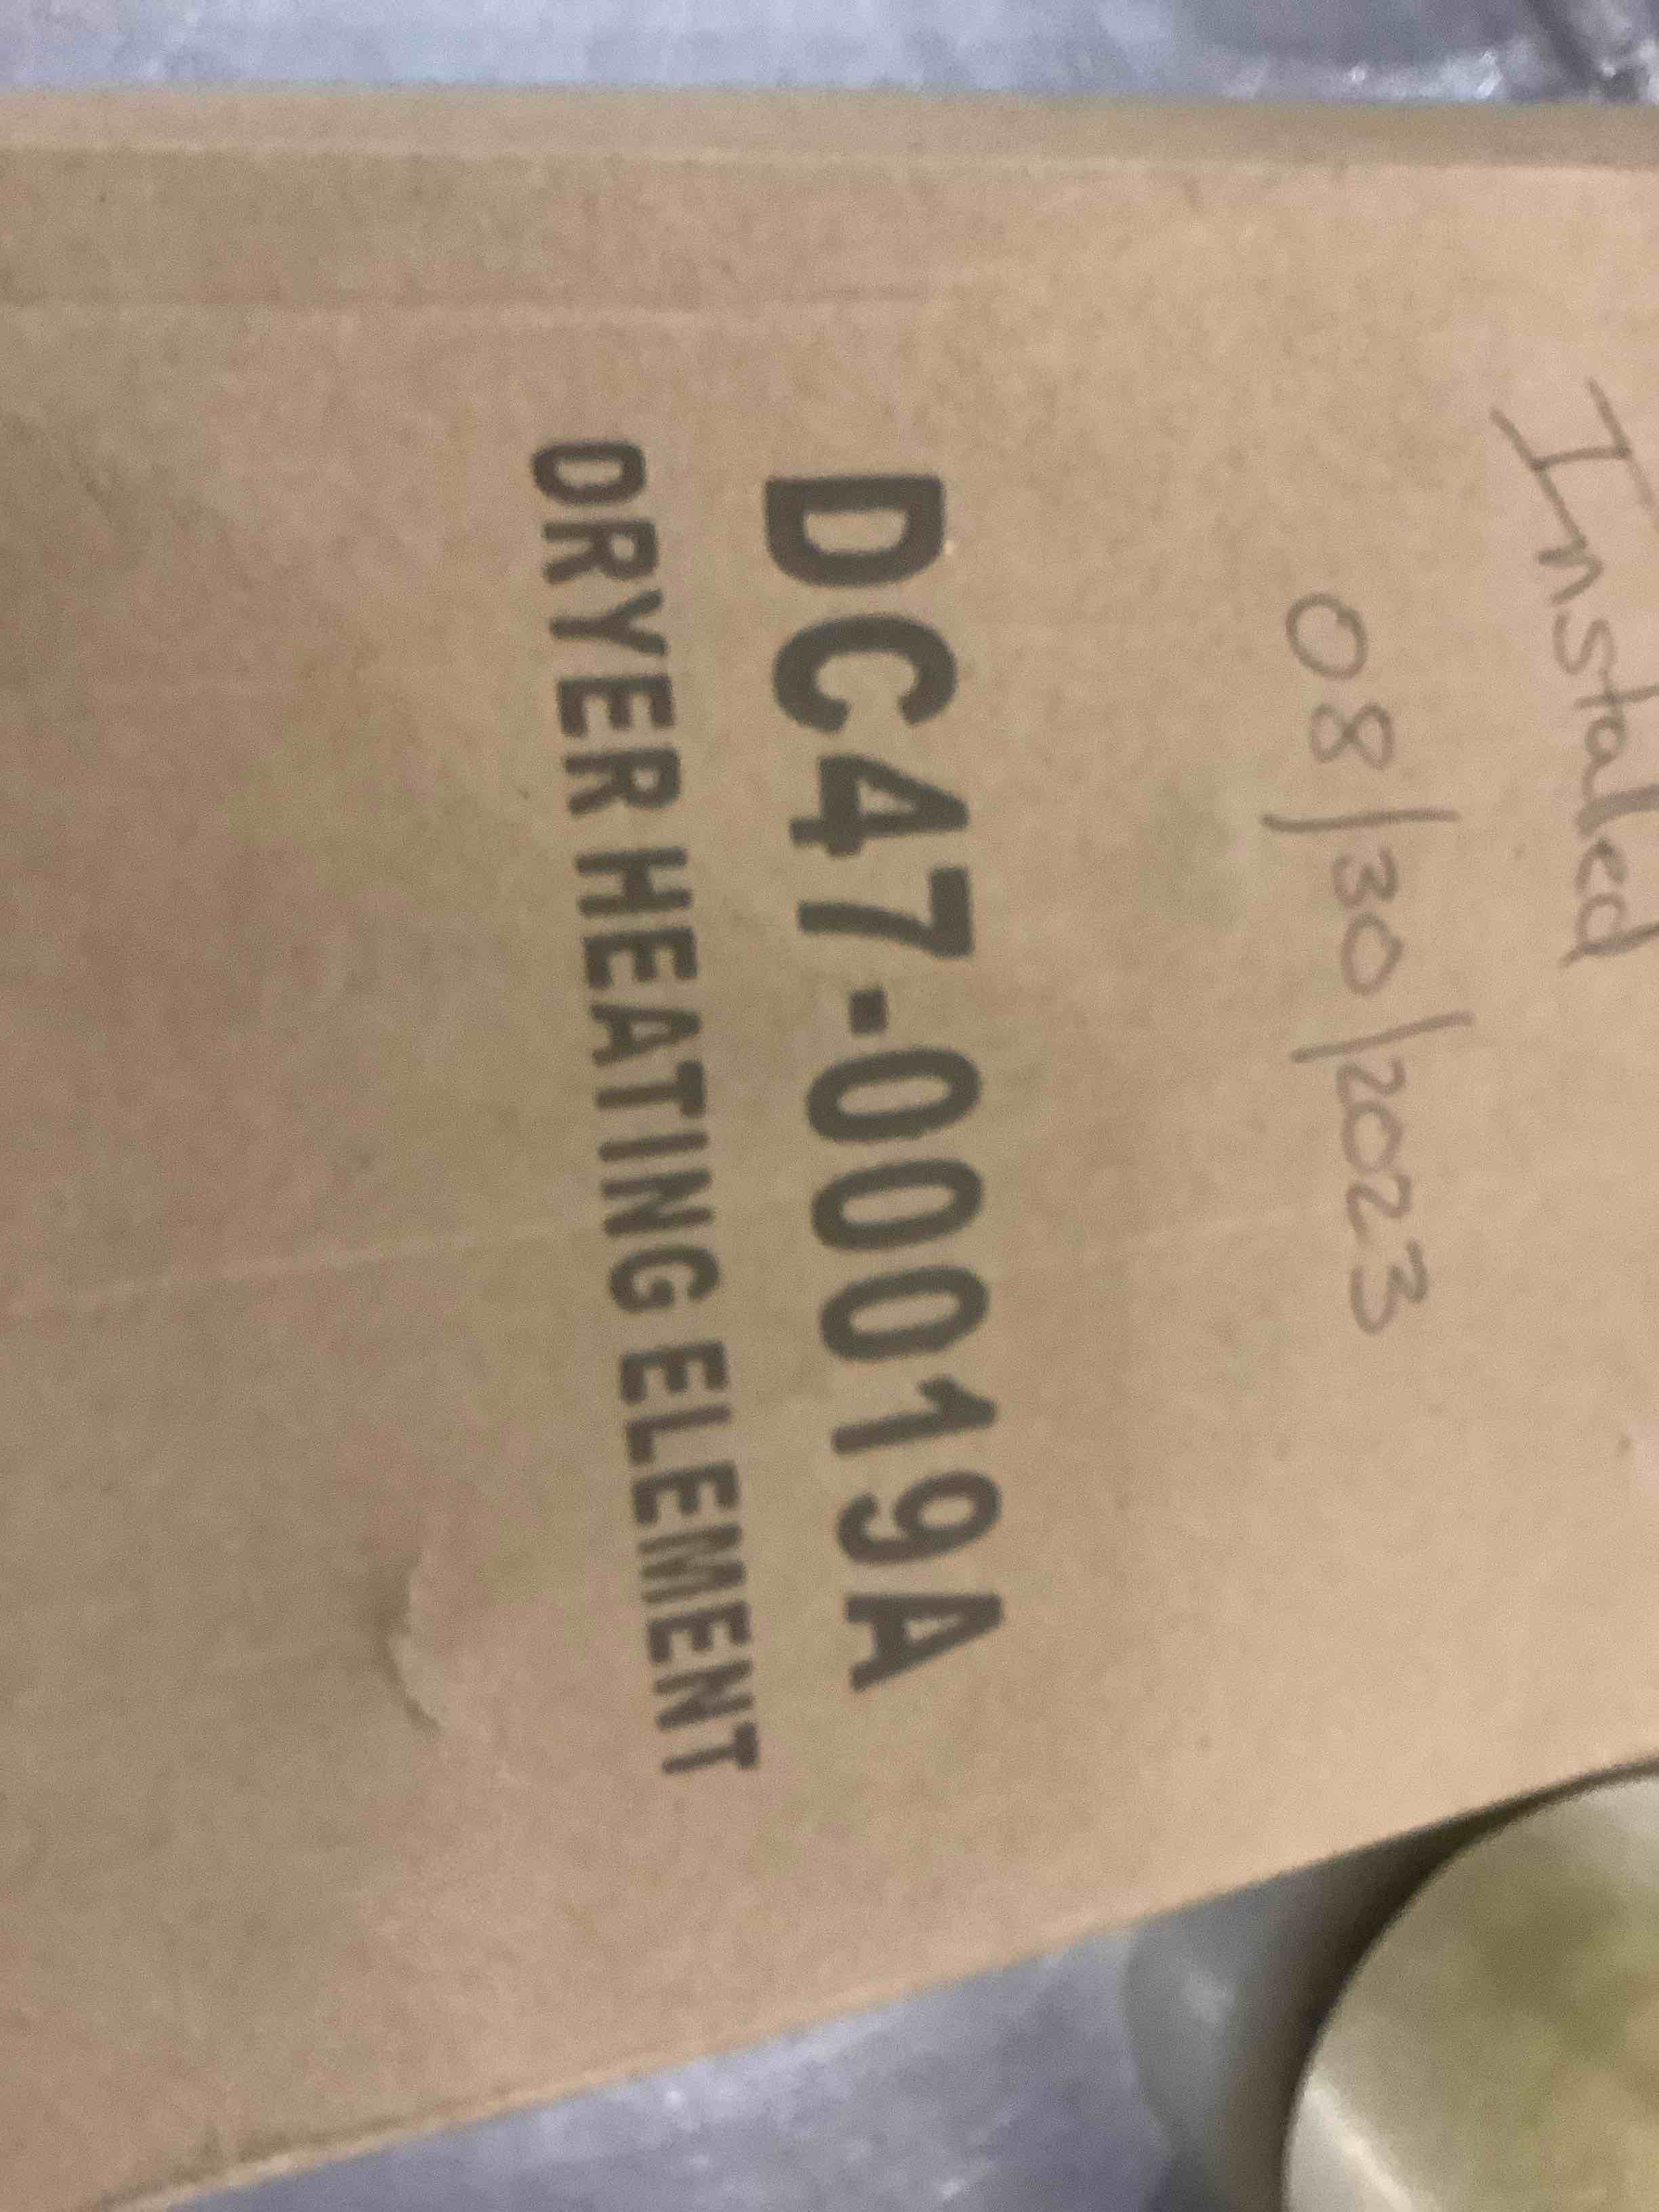 Installed
08/30/2023
DC47-00019A
DRYER HEATING ELEMENT